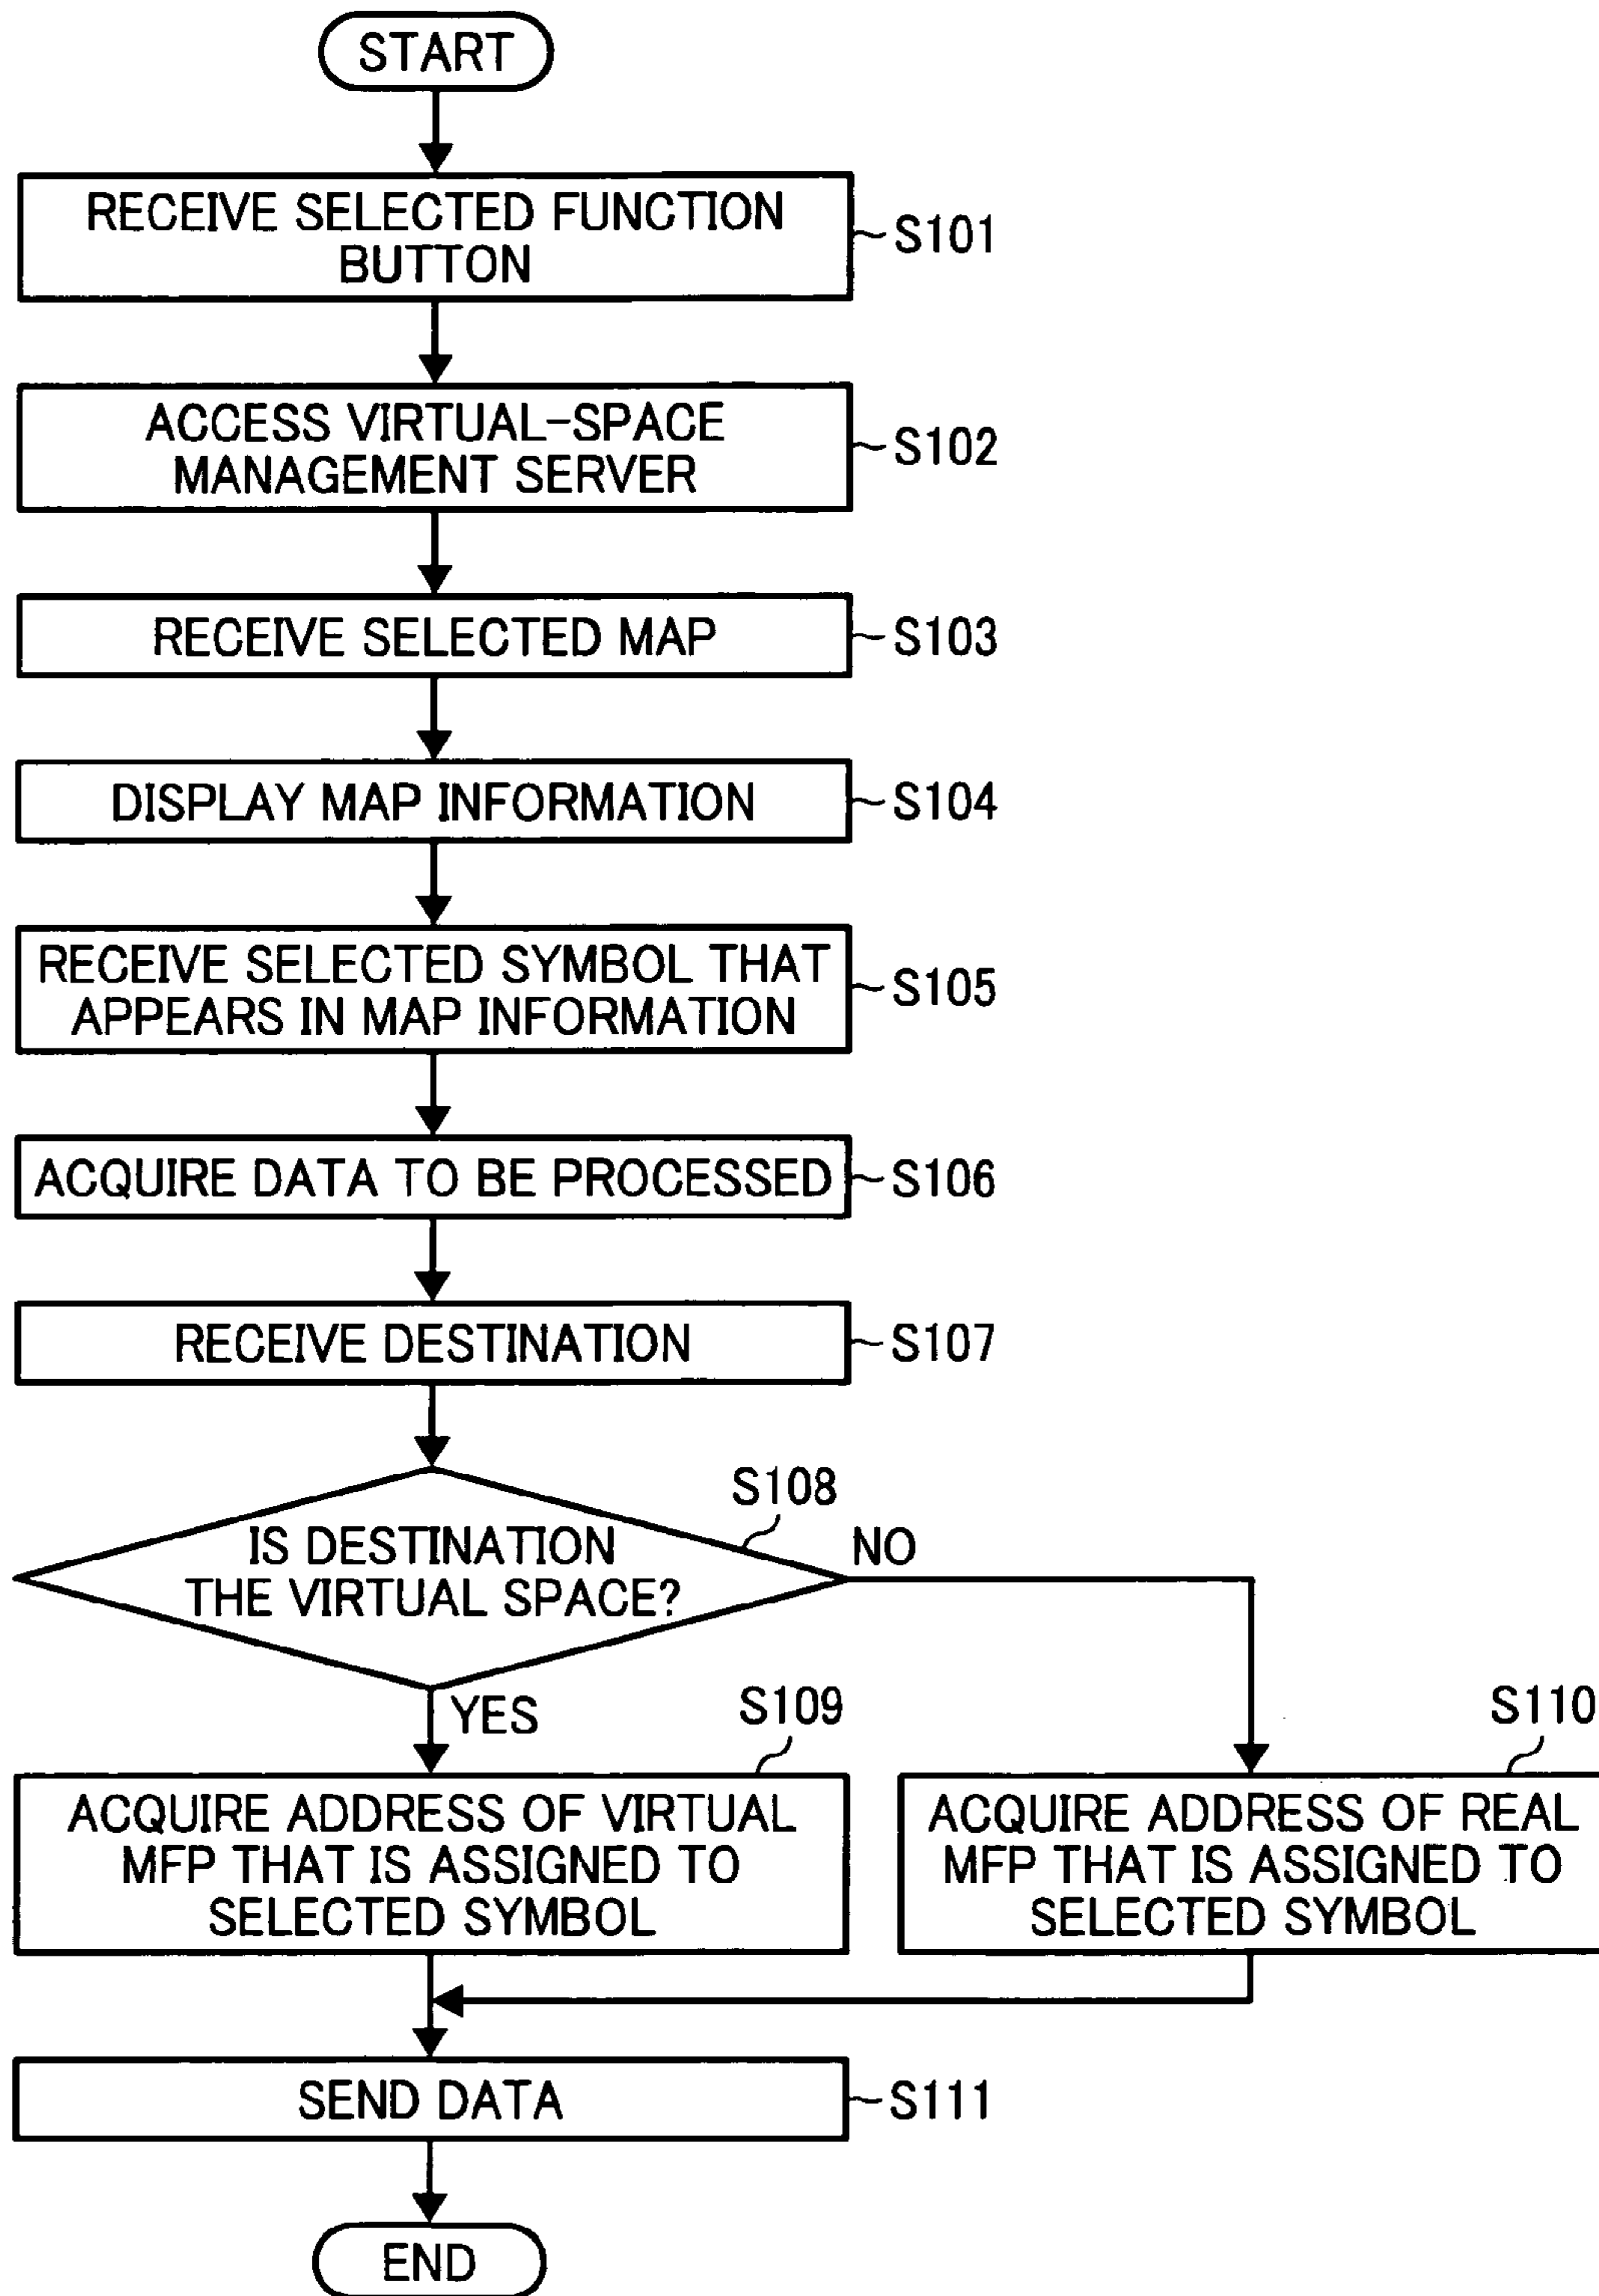 START
RECEIVE SELECTED FUNCTION
BUTTON
S101
ACCESS VIRTUAL-SPACE
MANAGEMENT SERVER
S102
RECEIVE SELECTED MAP
S103
DISPLAY MAP INFORMATION
S104
RECEIVE SELECTED SYMBOL THAT
APPEARS IN MAP INFORMATION
S105
ACQUIRE DATA TO BE PROCESSED
S106
RECEIVE DESTINATION
S107
S108
IS DESTINATION
THE VIRTUAL SPACE?
NO
YES
S109
ACQUIRE ADDRESS OF VIRTUAL
MFP THAT IS ASSIGNED TO
SELECTED SYMBOL
S110
ACQUIRE ADDRESS OF REAL
MFP THAT IS ASSIGNED TO
SELECTED SYMBOL
SEND DATA
S111
END